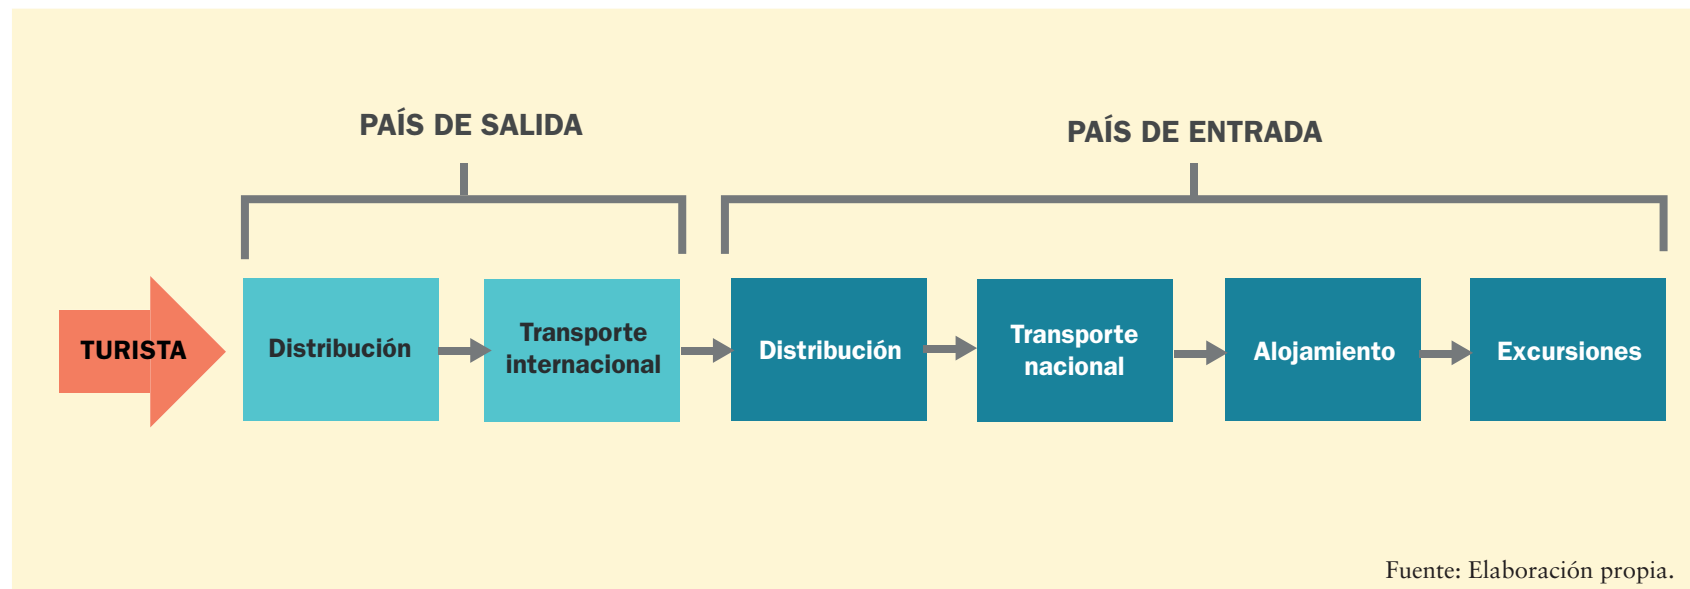 PAÍS DE SALIDA
PAÍS DE ENTRADA
TURISTA
Distribución
Transporte
internacional
Distribución
Transporte
nacional
Alojamiento
Excursiones
Fuente: Elaboración propia.